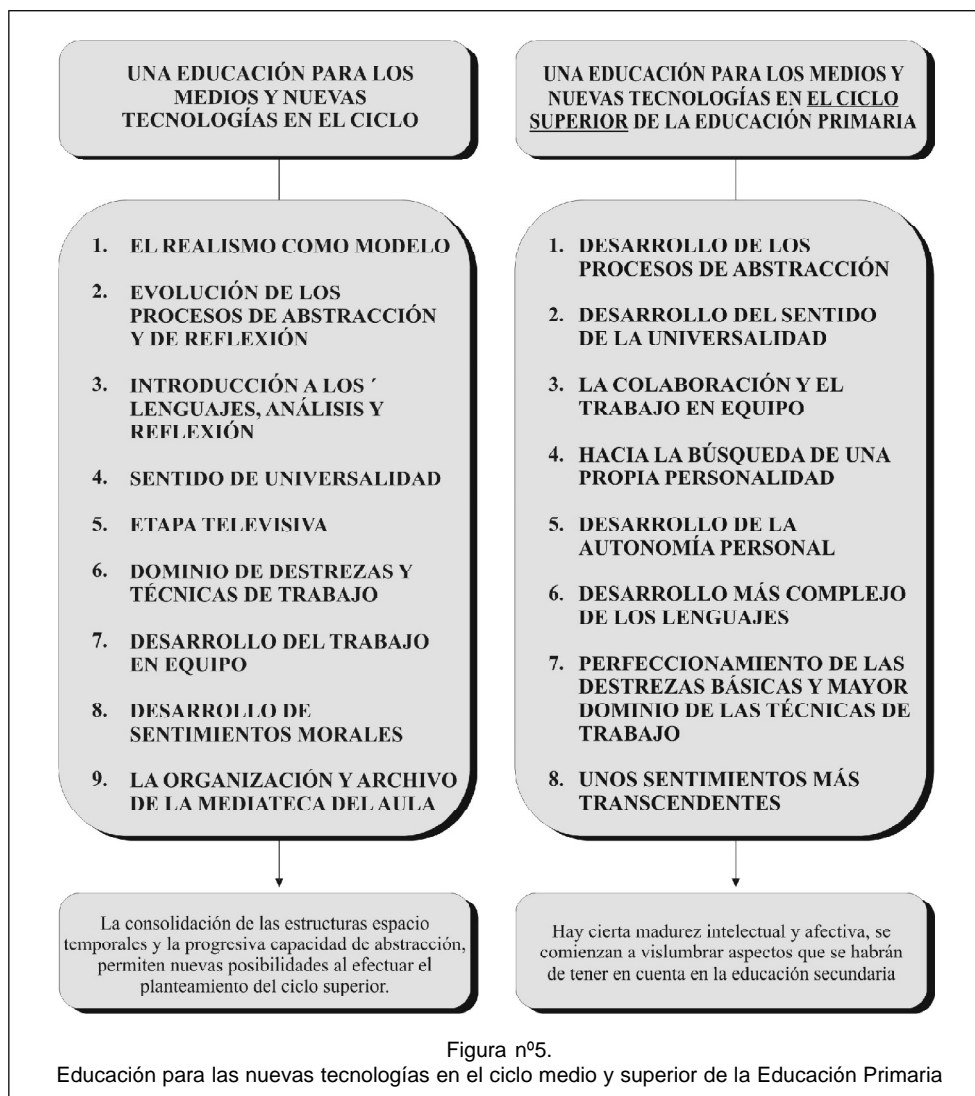 UNA EDUCACIÓN PARA LOS
MEDIOS Y NUEVAS
TECNOLOGÍAS EN EL CICLO
1. EL REALISMO COMO MODELO
2. EVOLUCIÓN DE LOS
PROCESOS DE ABSTRACCIÓN
Y DE REFLEXIÓN
3. INTRODUCCIÓN A LOS ´
LENGUAJES, ANÁLISIS Y
REFLEXIÓN
4. SENTIDO DE UNIVERSALIDAD
5. ETAPA TELEVISIVA
6. DOMINIO DE DESTREZAS Y
TÉCNICAS DE TRABAJO
7. DESARROLLO DEL TRABAJO
EN EQUIPO
8. DESARROLLO DE
SENTIMIENTOS MORALES
9. LA ORGANIZACIÓN Y ARCHIVO
DE LA MEDIATECA DEL AULA
La consolidación de las estructuras espacio
temporales y la progresiva capacidad de abstracción,
permiten nuevas posibilidades al efectuar el
planteamiento del ciclo superior.
UNA EDUCACIÓN PARA LOS MEDIOS Y
NUEVAS TECNOLOGÍAS EN EL CICLO
SUPERIOR DE LA EDUCACIÓN PRIMARIA
1. DESARROLLO DE LOS
PROCESOS DE ABSTRACCIÓN
2. DESARROLLO DEL SENTIDO
DE LA UNIVERSALIDAD
3. LA COLABORACIÓN Y EL
TRABAJO EN EQUIPO
4. HACIA LA BÚSQUEDA DE UNA
PROPIA PERSONALIDAD
5. DESARROLLO DE LA
AUTONOMÍA PERSONAL
6. DESARROLLO MÁS COMPLEJO
DE LOS LENGUAJES
7. PERFECCIONAMIENTO DE LAS
DESTREZAS BÁSICAS Y MAYOR
DOMINIO DE LAS TÉCNICAS DE
TRABAJO
8. UNOS SENTIMIENTOS MÁS
TRANSCENDENTES
Hay cierta madurez intelectual y afectiva, se
comienzan a vislumbrar aspectos que se habrán
de tener en cuenta en la educación secundaria
Figura nº5.
Educación para las nuevas tecnologías en el ciclo medio y superior de la Educación Primaria